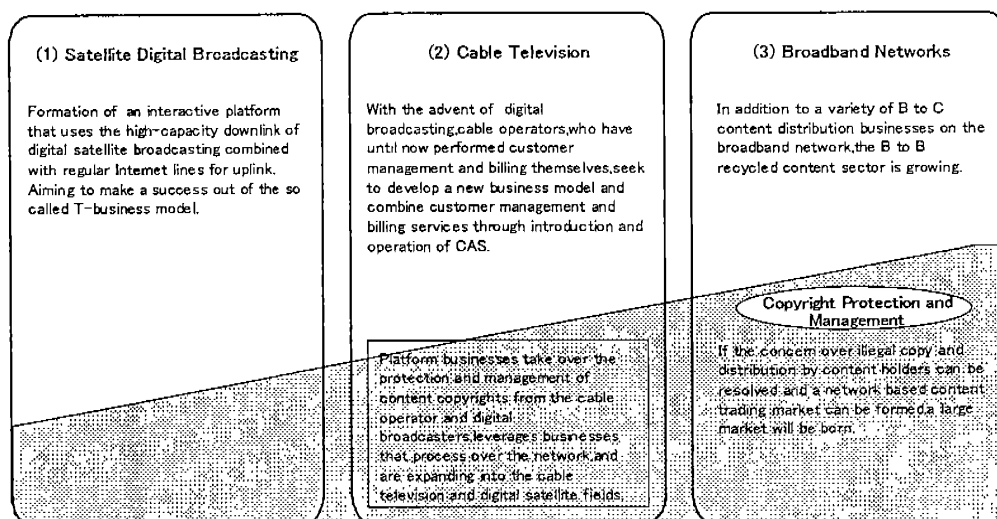 (1) Satellite Digital Broadcasting
Formation of an interactive platform
that uses the high-capacity downlink of
digital satellite broadcasting combined
with regular Internet lines for uplink.
Aiming to make a success out of the so
called T-business model.
(2) Cable Television
With the advent of digital
broadcasting,cable operators,who have
until now performed customer
management and billing themselves,seek
to develop a new business model and
combine customer management and
billing services through introduction and
operation of CAS.
Platform businesses take over the
protection and management of
content copyrights from the cable
operator and digital
broadcasters,leverages businesses
that process over the network,and
are expanding into the cable
television and digital satellite fields.
(3) Broadband Networks
In addition to a variety of B to C
content distribution businesses on the
broadband network,the B to B
recycled content sector is growing.
Copyright Protection and
Management
If the concern over illegal copy and
distribution by content holders can be
resolved and a network based content
trading market can be formed,a large
market will be born.